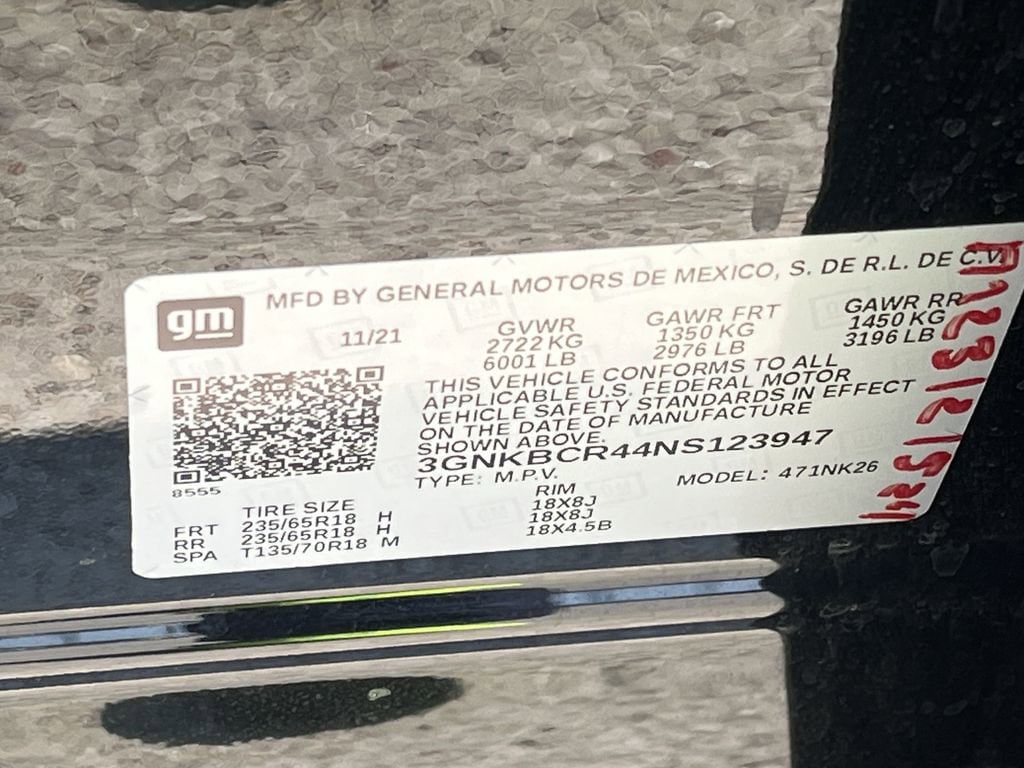 gm
MFD BY GENERAL MOTORS DE MEXICO, S. DE R.L. DE C.V.
11/21
GVWR
2722 KG
6001 LB
GAWR FRT
1350 KG
2976 LB
GAWR RR
1450 KG
3196 LB
THIS VEHICLE CONFORMS TO ALL
APPLICABLE U.S. FEDERAL MOTOR
VEHICLE SAFETY STANDARDS IN EFFECT
ON THE DATE OF MANUFACTURE
SHOWN ABOVE.
3GNKBCR44NS123947
TYPE: M.P.V. MODEL: 471NK26
8555
TIRE SIZE RIM
FRT 235/65R18 H 18X8J
RR 235/65R18 H 18X8J
SPA T135/70R18 M 18X4.5B